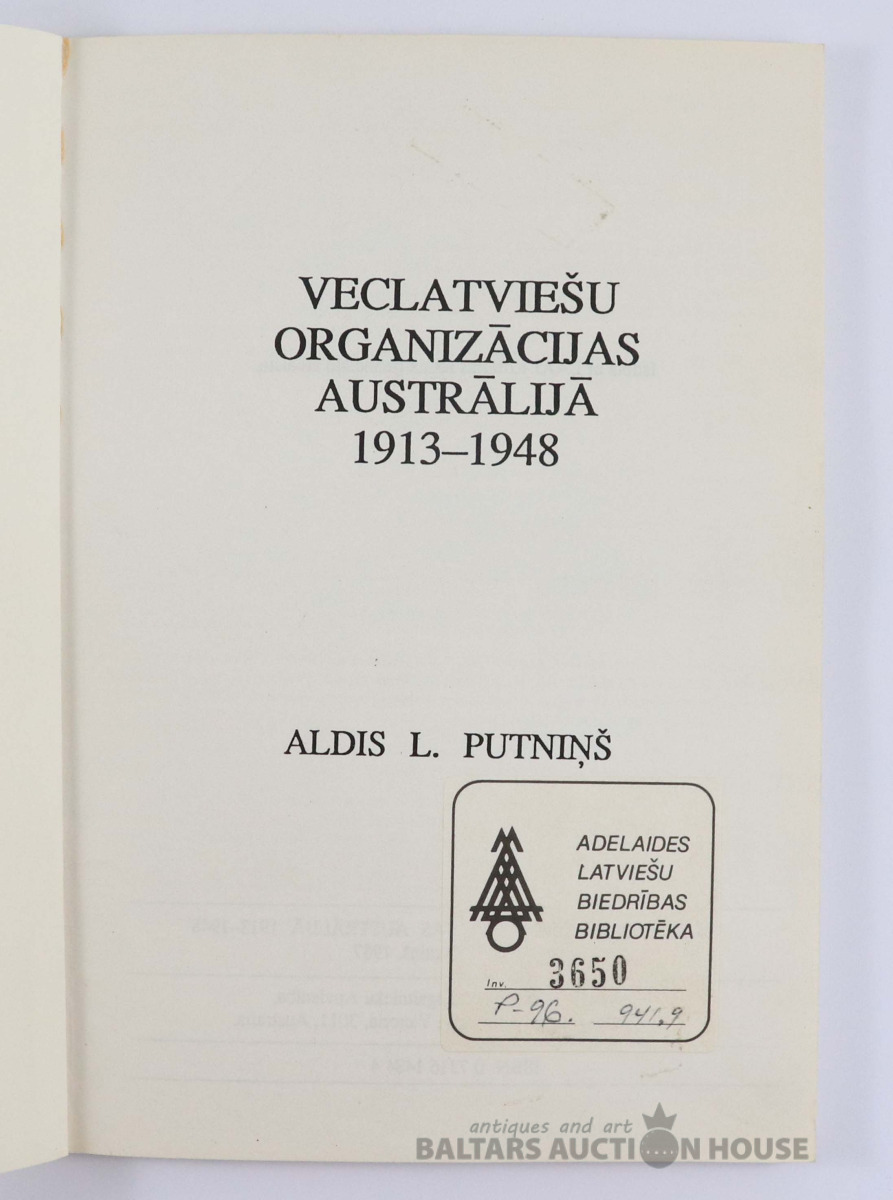 VECLATVIEŠU
ORGANIZĀCIJAS
AUSTRĀLIJĀ
1913–1948
ALDIS L. PUTNIŅŠ
ADELAIDES
LATVIEŠU
BIEDRĪBAS
BIBLIOTĒKA
Inv. 3650
P-96. 941.9
antiques and art
BALTARS AUCTION HOUSE